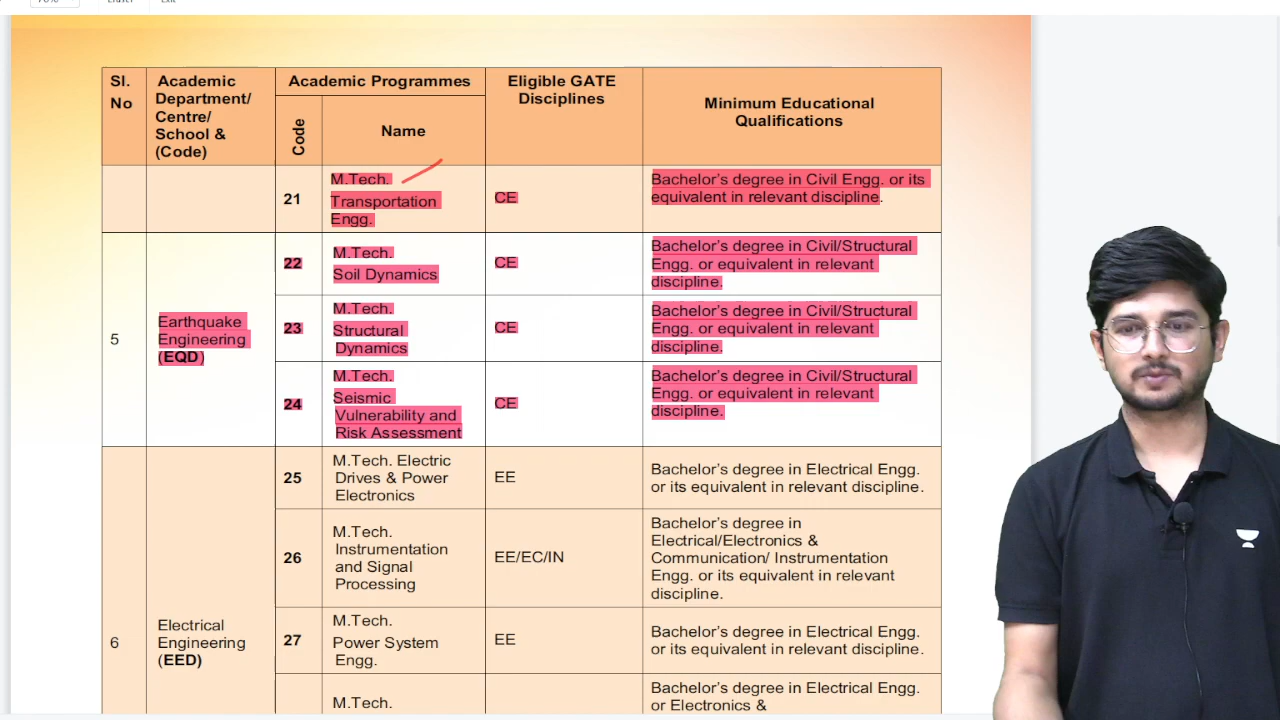 Sl.
No
Academic
Department/
Centre/
School &
(Code)
Academic Programmes
Code
Name
Eligible GATE
Disciplines
Minimum Educational
Qualifications
21
M.Tech.
Transportation
Engg.
CE
Bachelor's degree in Civil Engg. or its
equivalent in relevant discipline.
5
Earthquake
Engineering
(EQD)
22
M.Tech.
Soil Dynamics
CE
Bachelor's degree in Civil/Structural
Engg. or equivalent in relevant
discipline.
23
M.Tech.
Structural
Dynamics
CE
Bachelor's degree in Civil/Structural
Engg. or equivalent in relevant
discipline.
24
M.Tech.
Seismic
Vulnerability and
Risk Assessment
CE
Bachelor's degree in Civil/Structural
Engg. or equivalent in relevant
discipline.
6
Electrical
Engineering
(EED)
25
M.Tech. Electric
Drives & Power
Electronics
EE
Bachelor's degree in Electrical Engg.
or its equivalent in relevant discipline.
26
M.Tech.
Instrumentation
and Signal
Processing
EE/EC/IN
Bachelor's degree in
Electrical/Electronics &
Communication/ Instrumentation
Engg. or its equivalent in relevant
discipline.
27
M.Tech.
Power System
Engg.
EE
Bachelor's degree in Electrical Engg.
or its equivalent in relevant discipline.
M.Tech.
Bachelor's degree in Electrical Engg.
or Electronics &